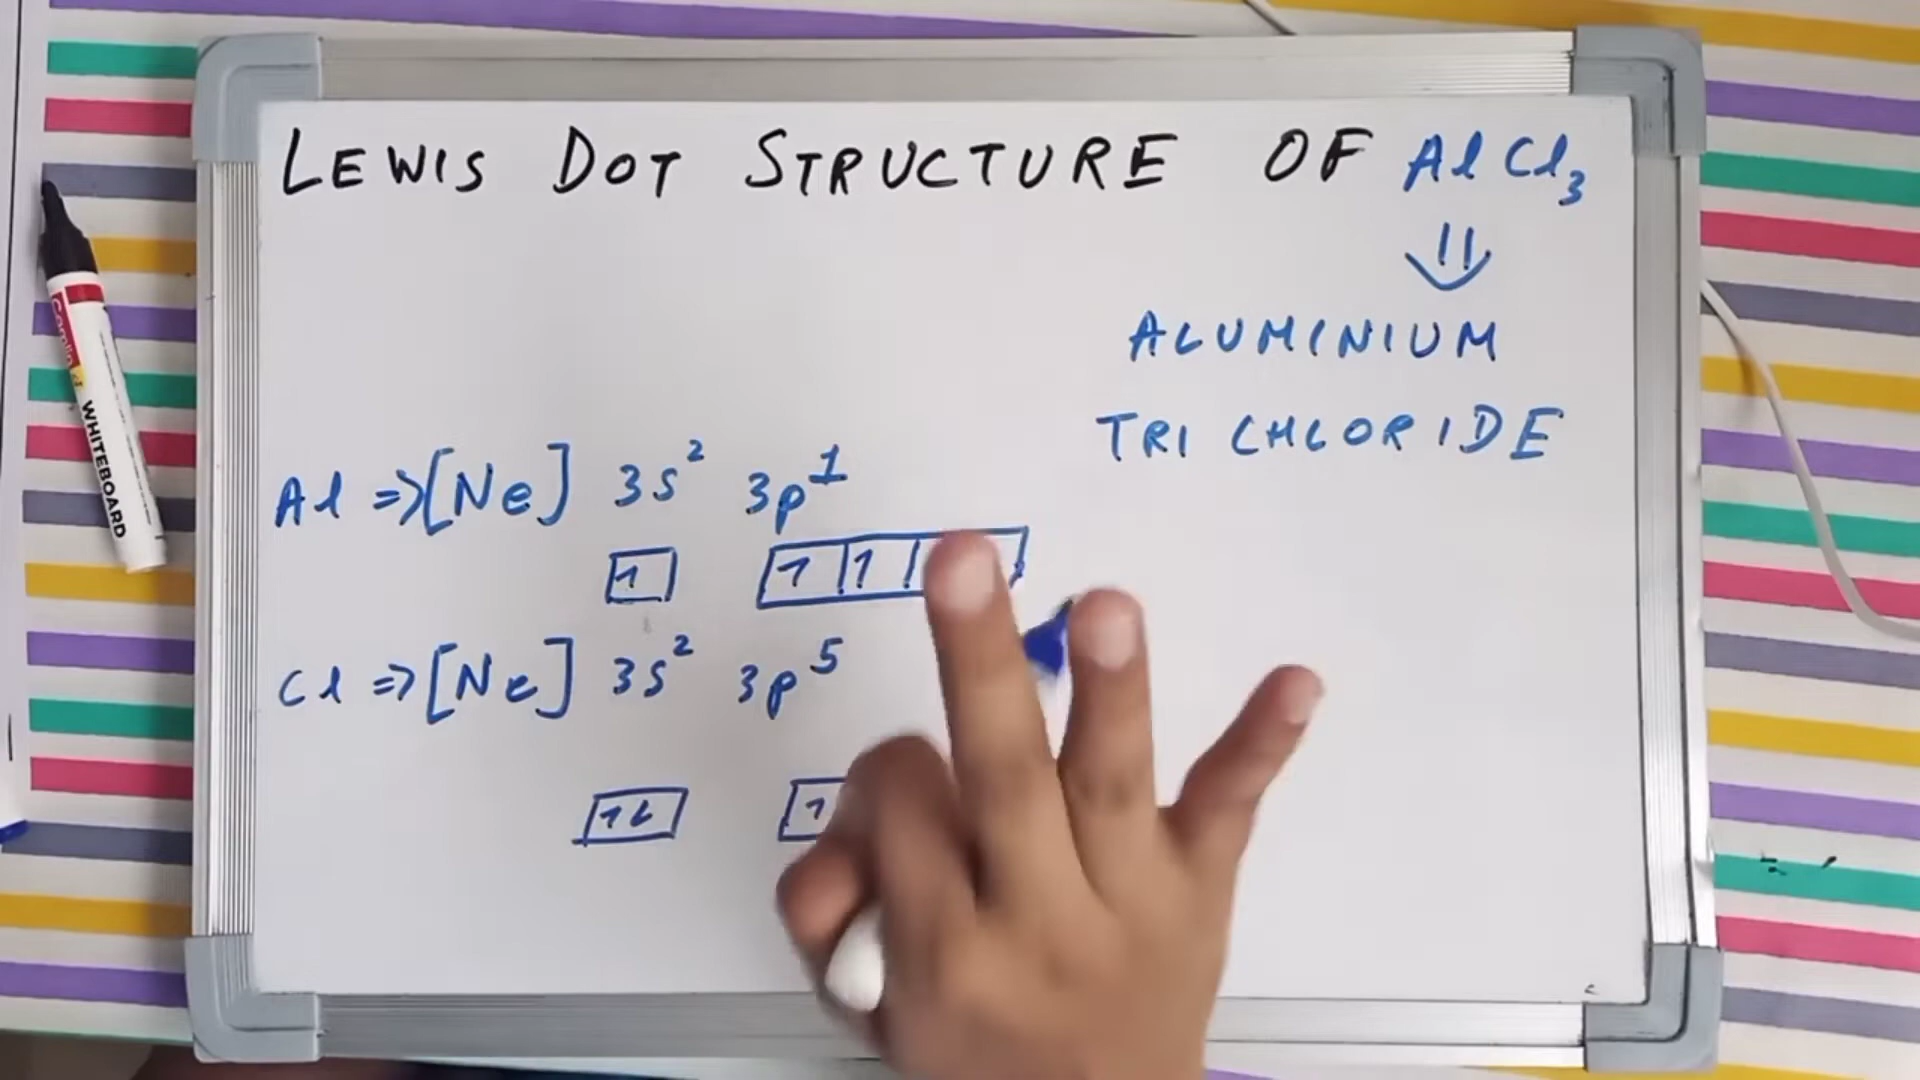 LEWIS DOT STRUCTURE OF AlCl₃
⇓
ALUMINIUM
TRI CHLORIDE
Al ⇒ [Ne] 3s² 3p¹
↿ ↿ ↿
Cl ⇒ [Ne] 3s² 3p⁵
↿⇂ ↿
WHITEBOARD